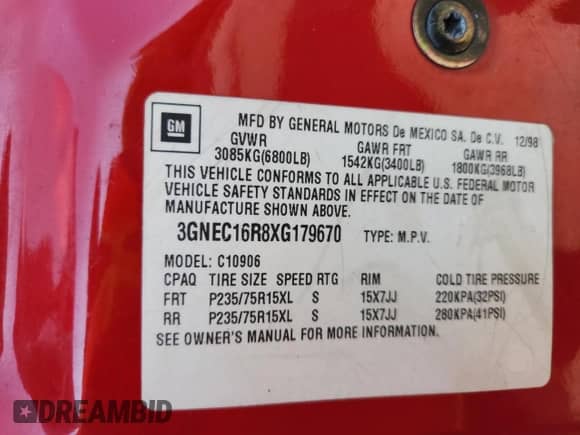 GM
MFD BY GENERAL MOTORS De MEXICO SA. De C.V. 12/98
GVWR GAWR FRT GAWR RR
3085KG(6800LB) 1542KG(3400LB) 1800KG(3968LB)
THIS VEHICLE CONFORMS TO ALL APPLICABLE U.S. FEDERAL MOTOR
VEHICLE SAFETY STANDARDS IN EFFECT ON THE DATE OF
MANUFACTURE SHOWN ABOVE.
3GNEC16R8XG179670 TYPE: M.P.V.
MODEL: C10906
CPAQ TIRE SIZE SPEED RTG RIM COLD TIRE PRESSURE
FRT P235/75R15XL S 15X7JJ 220KPA(32PSI)
RR P235/75R15XL S 15X7JJ 280KPA(41PSI)
SEE OWNER'S MANUAL FOR MORE INFORMATION
DREAMBID